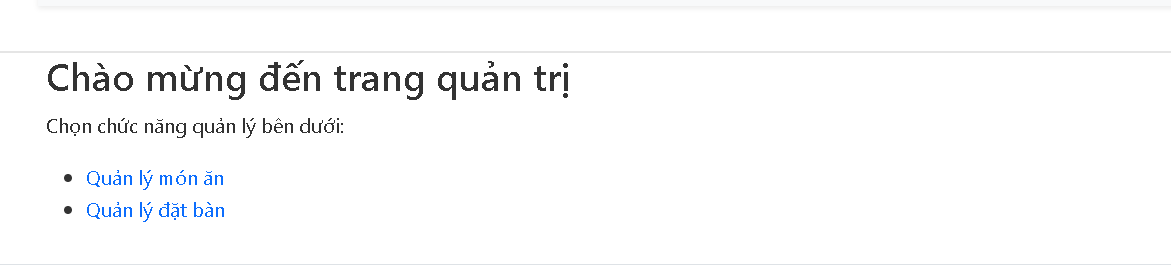 Chào mừng đến trang quản trị
Chọn chức năng quản lý bên dưới:
Quản lý món ăn
Quản lý đặt bàn